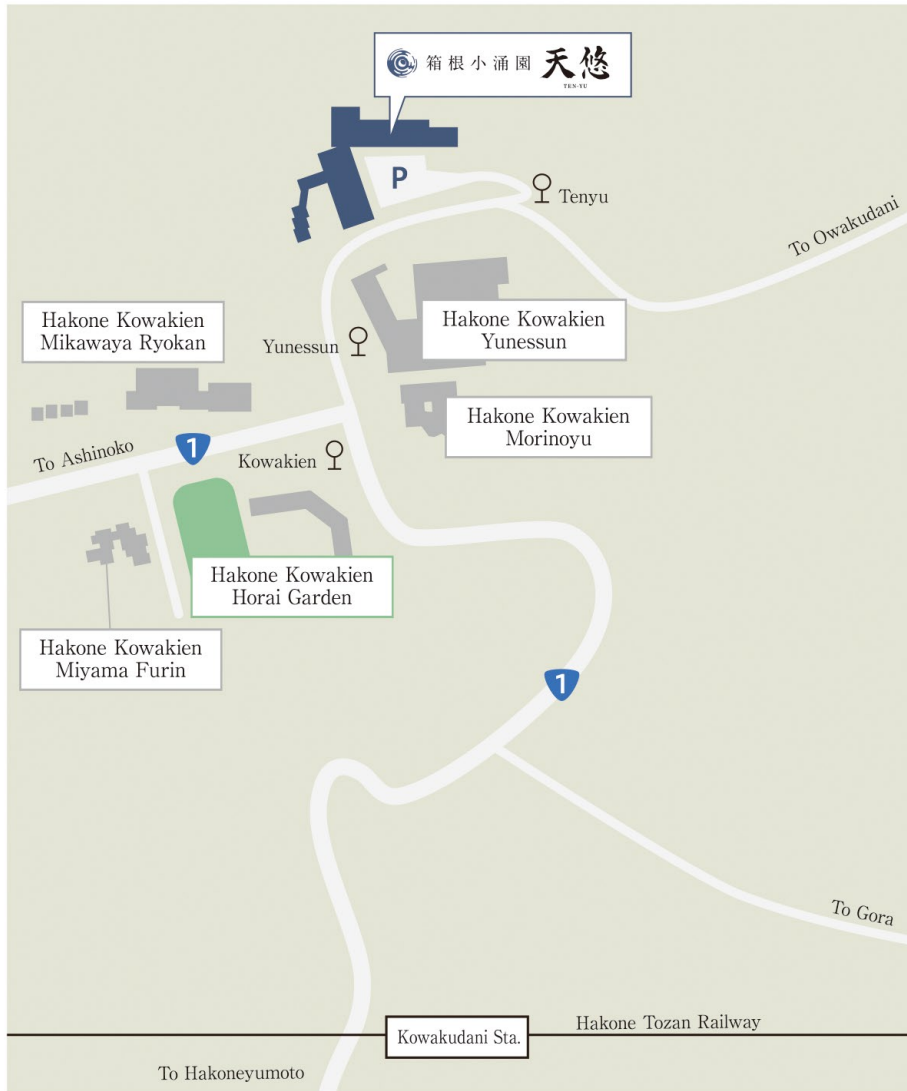 箱根小涌園 天悠
TEN-YU
P
Tenyu
To Owakudani
Hakone Kowakien
Mikawaya Ryokan
Yunessun
Hakone Kowakien
Yunessun
Hakone Kowakien
Morinoyu
To Ashinoko
1
Kowakien
Hakone Kowakien
Horai Garden
Hakone Kowakien
Miyama Furin
1
To Gora
Kowakudani Sta.
Hakone Tozan Railway
To Hakoneyumoto